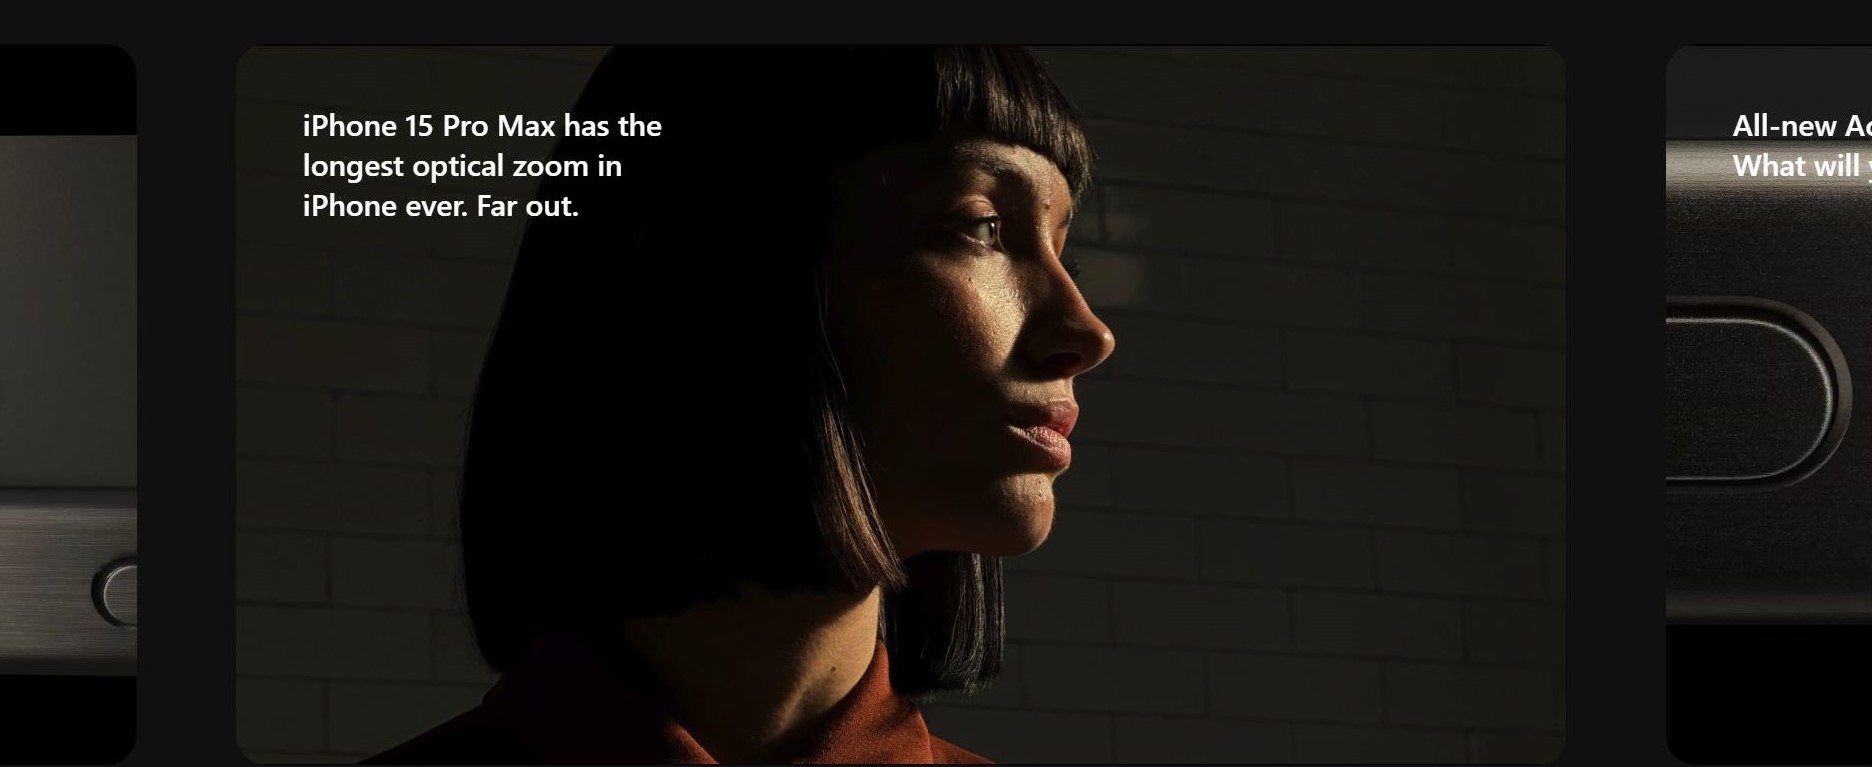 iPhone 15 Pro Max has the
longest optical zoom in
iPhone ever. Far out.
All-new
What will